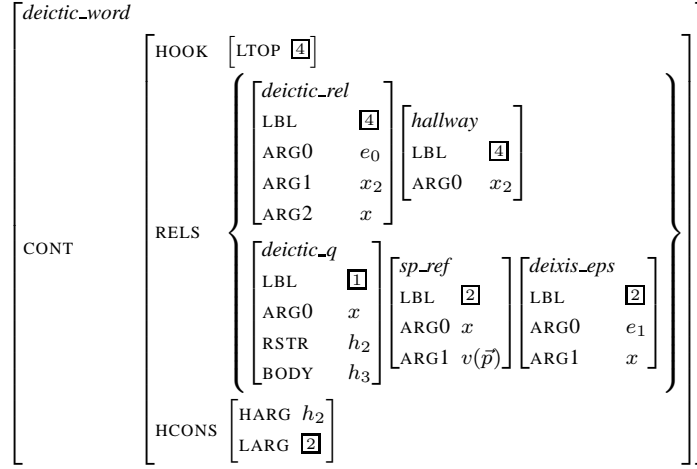 deictic_word
CONT
HOOK [LTOP 4]
RELS
deictic_rel
LBL 4
ARG0 e₀
ARG1 x₂
ARG2 x
hallway
LBL 4
ARG0 x₂
deictic_q
LBL 1
ARG0 x
RSTR h₂
BODY h₃
sp_ref
LBL 2
ARG0 x
ARG1 v(p⃗)
deixis_eps
LBL 2
ARG0 e₁
ARG1 x
HCONS
HARG h₂
LARG 2